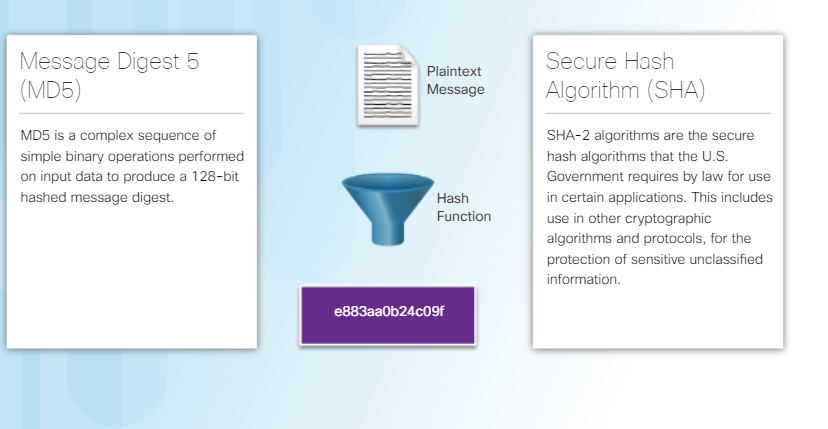 Message Digest 5
(MD5)
MD5 is a complex sequence of
simple binary operations performed
on input data to produce a 128-bit
hashed message digest.
Plaintext
Message
Hash
Function
e883aa0b24c09f
Secure Hash
Algorithm (SHA)
SHA-2 algorithms are the secure
hash algorithms that the U.S.
Government requires by law for use
in certain applications. This includes
use in other cryptographic
algorithms and protocols, for the
protection of sensitive unclassified
information.